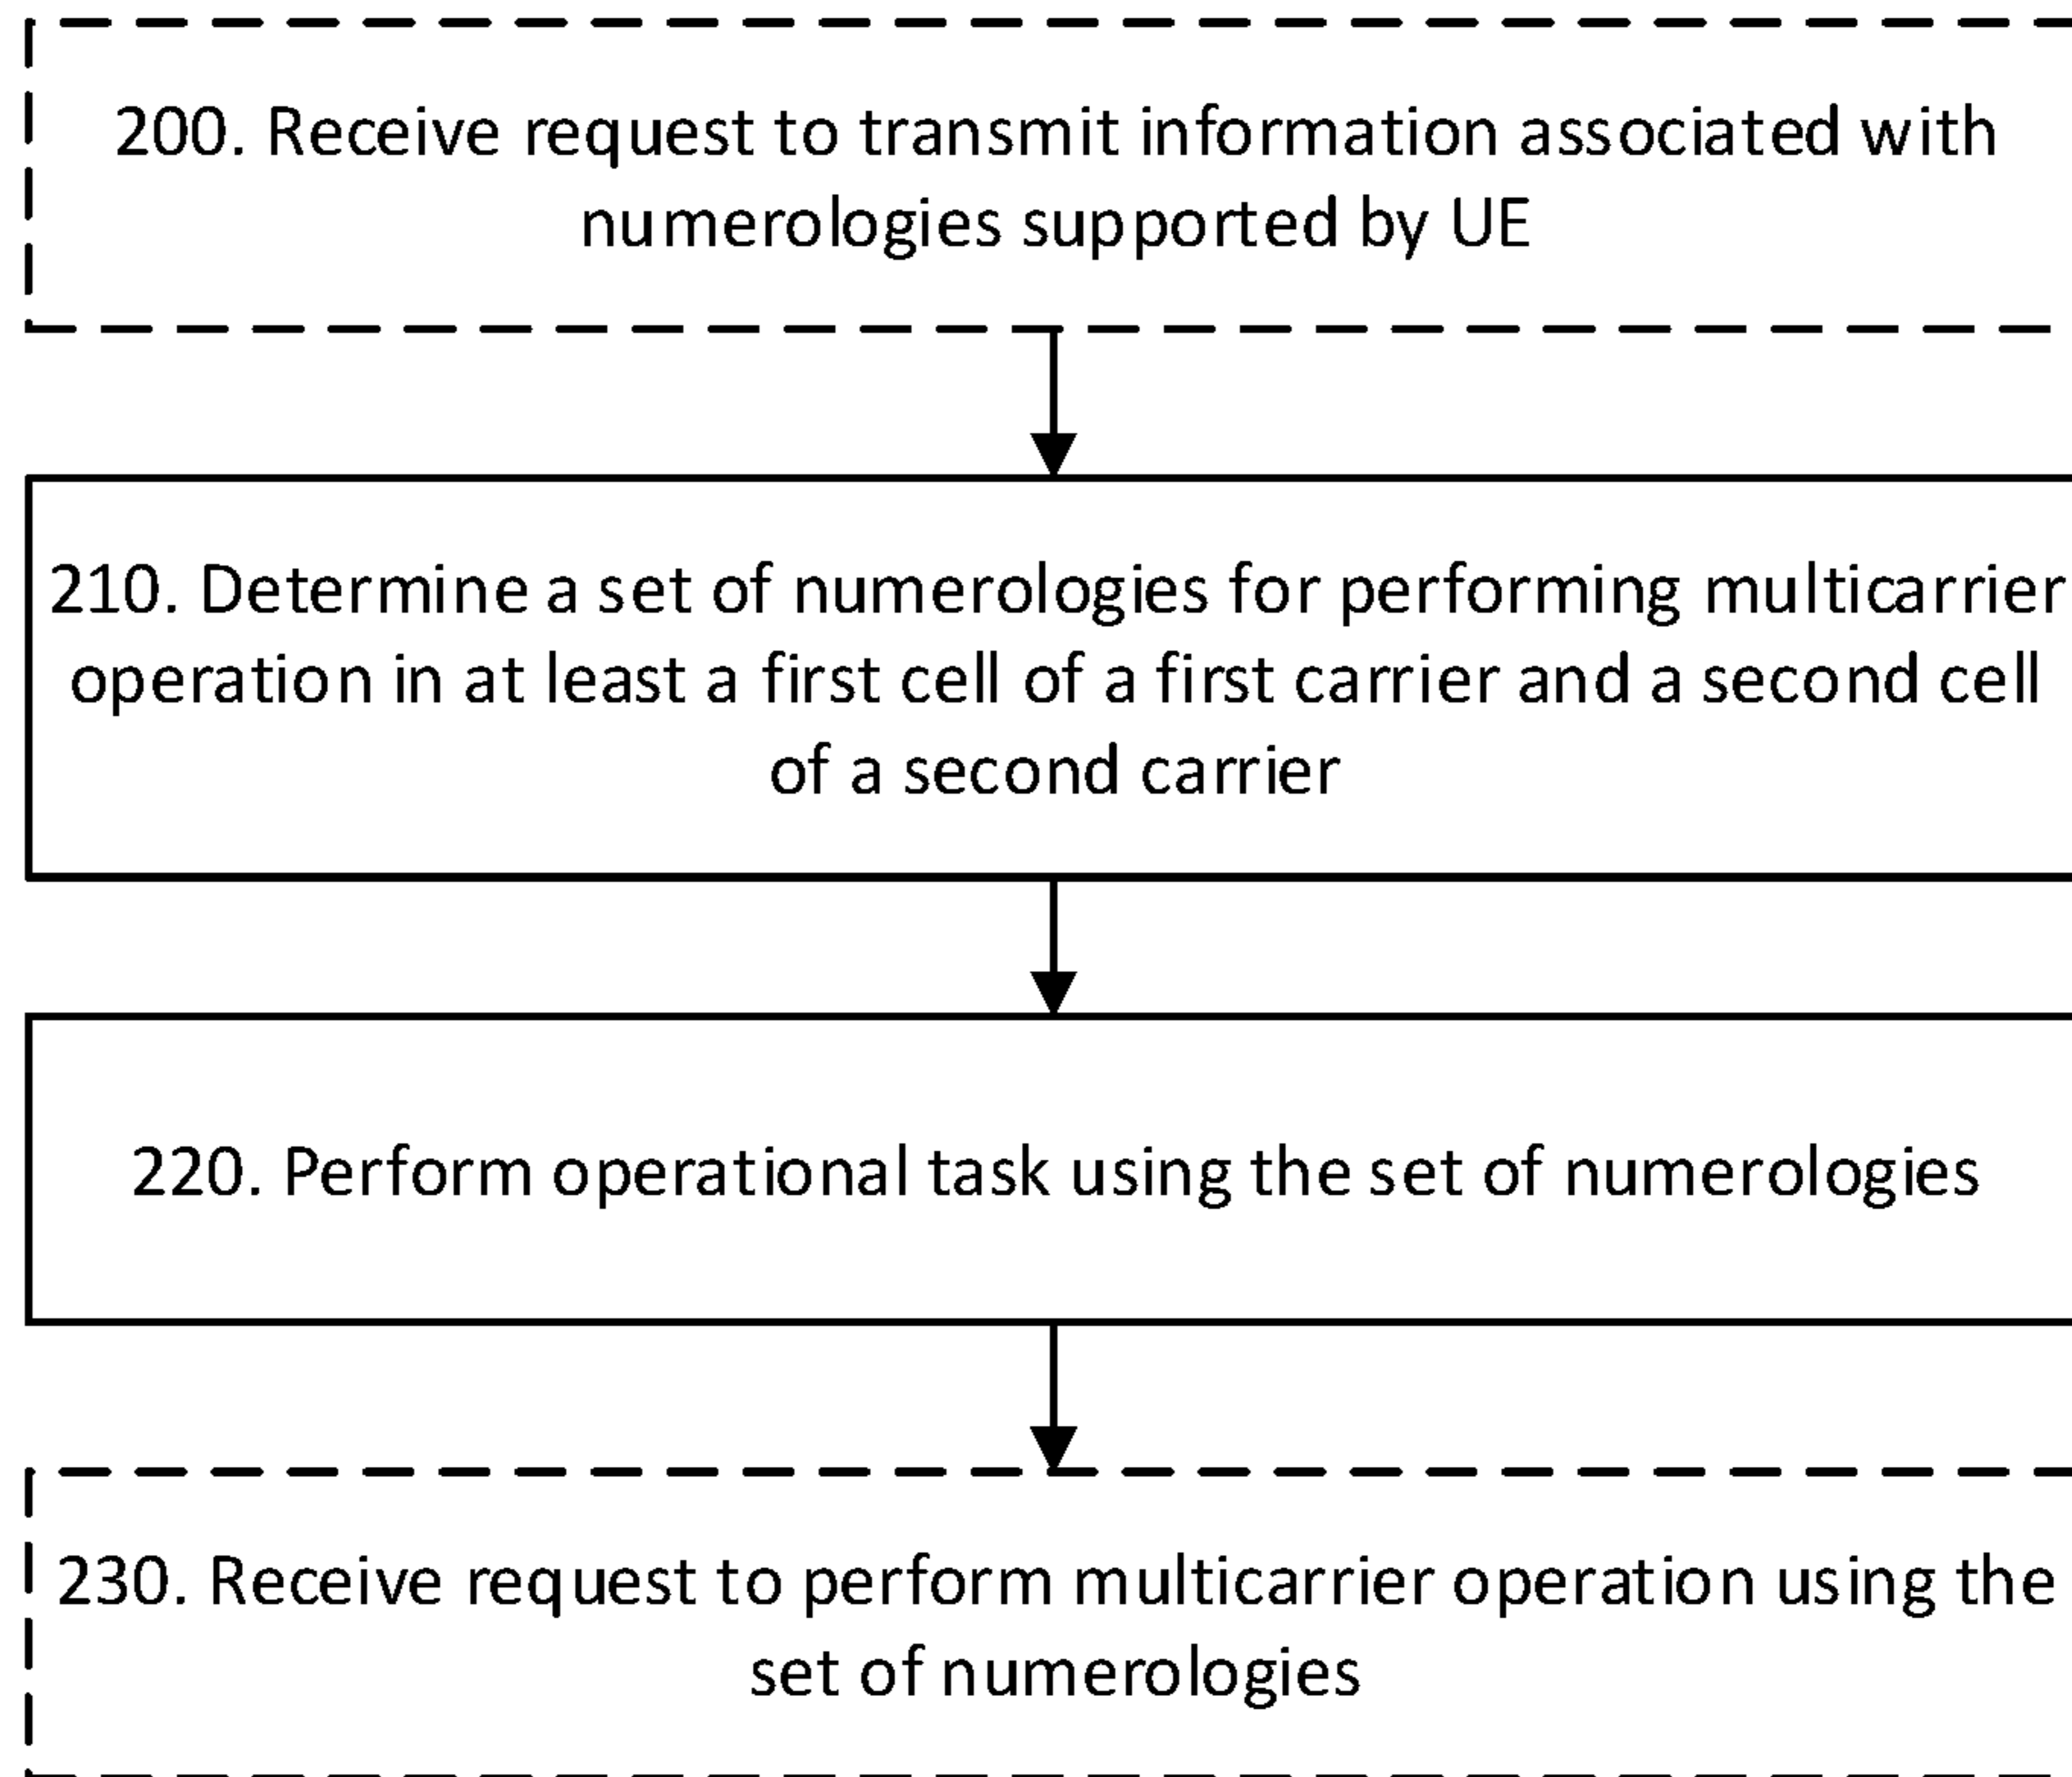 200. Receive request to transmit information associated with
numerologies supported by UE
210. Determine a set of numerologies for performing multicarrier
operation in at least a first cell of a first carrier and a second cell
of a second carrier
220. Perform operational task using the set of numerologies
230. Receive request to perform multicarrier operation using the
set of numerologies